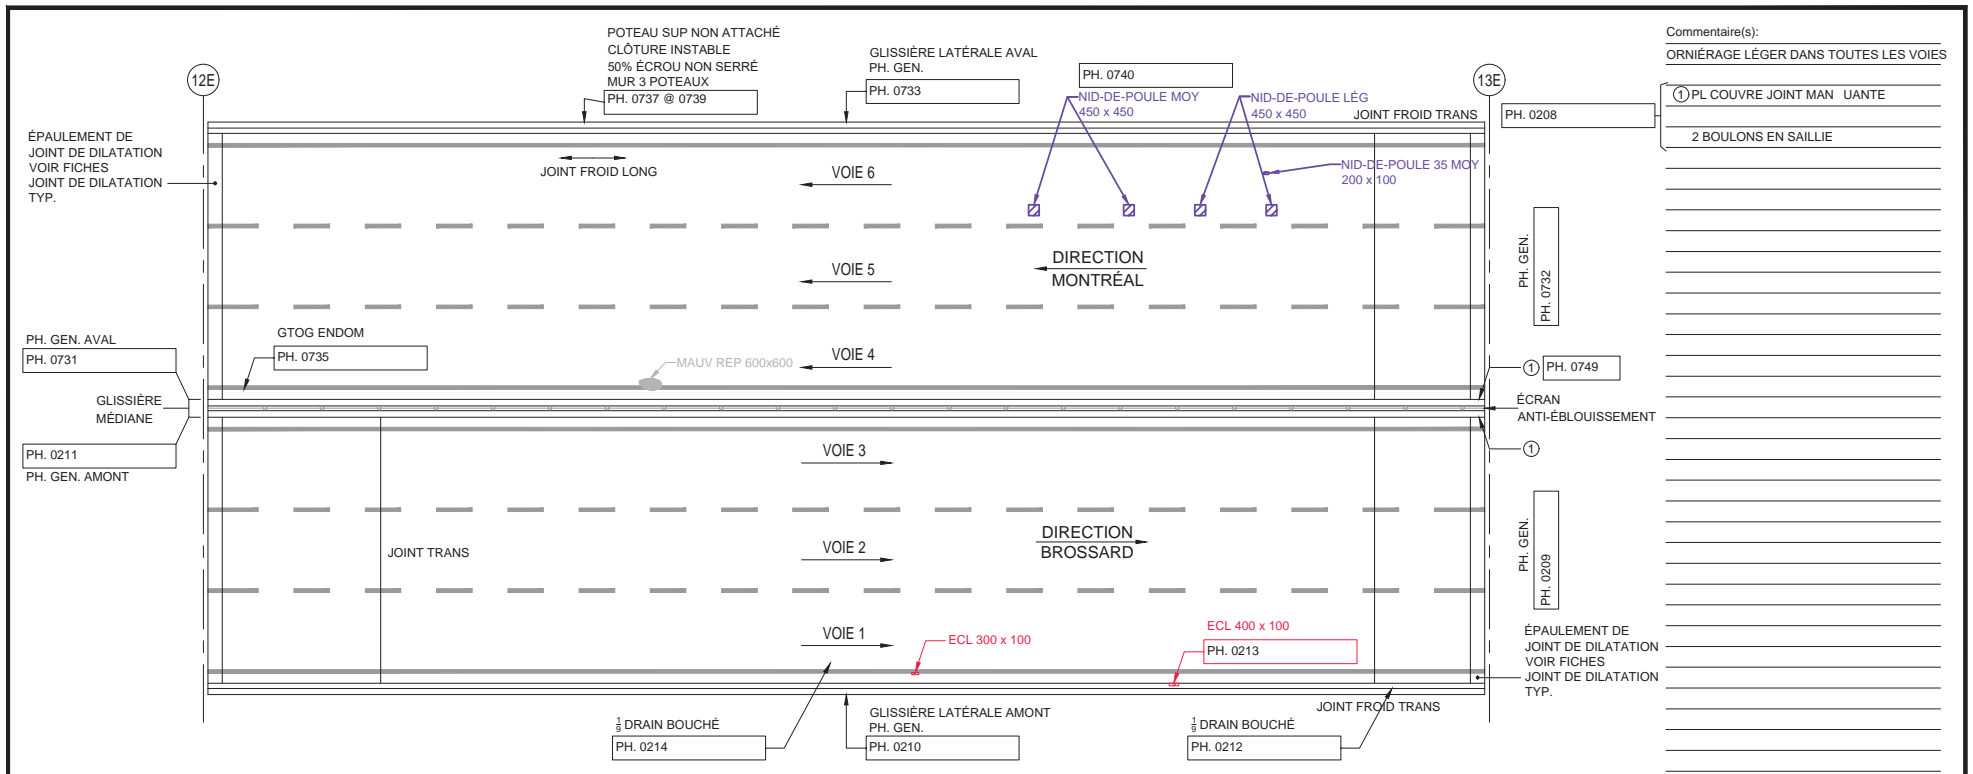 POTEAU SUP NON ATTACHÉ
CLÔTURE INSTABLE
50% ÉCROU NON SERRÉ
MUR 3 POTEAUX
PH. 0737 @ 0739
GLISSIÈRE LATÉRALE AVAL
PH. GEN.
PH. 0733
PH. 0740
NID-DE-POULE MOY
450 x 450
NID-DE-POULE LÉG
450 x 450
JOINT FROID TRANS
NID-DE-POULE 35 MOY
200 x 100
12E
13E
Commentaire(s):
ORNIÉRAGE LÉGER DANS TOUTES LES VOIES
1 PL COUVRE JOINT MAN UANTE
2 BOULONS EN SAILLIE
PH. 0208
ÉPAULEMENT DE
JOINT DE DILATATION
VOIR FICHES
JOINT DE DILATATION
TYP.
JOINT FROID LONG
VOIE 6
VOIE 5
DIRECTION
MONTRÉAL
PH. GEN.
PH. 0732
PH. GEN. AVAL
PH. 0731
GTOG ENDOM
PH. 0735
MAUV REP 600x600
VOIE 4
1
PH. 0749
GLISSIÈRE
MÉDIANE
ÉCRAN
ANTI-ÉBLOUISSEMENT
1
PH. 0211
PH. GEN. AMONT
VOIE 3
JOINT TRANS
VOIE 2
DIRECTION
BROSSARD
PH. GEN.
PH. 0209
VOIE 1
ECL 300 x 100
ECL 400 x 100
PH. 0213
ÉPAULEMENT DE
JOINT DE DILATATION
VOIR FICHES
JOINT DE DILATATION
TYP.
1/9 DRAIN BOUCHÉ
PH. 0214
GLISSIÈRE LATÉRALE AMONT
PH. GEN.
PH. 0210
1/9 DRAIN BOUCHÉ
PH. 0212
JOINT FROID TRANS